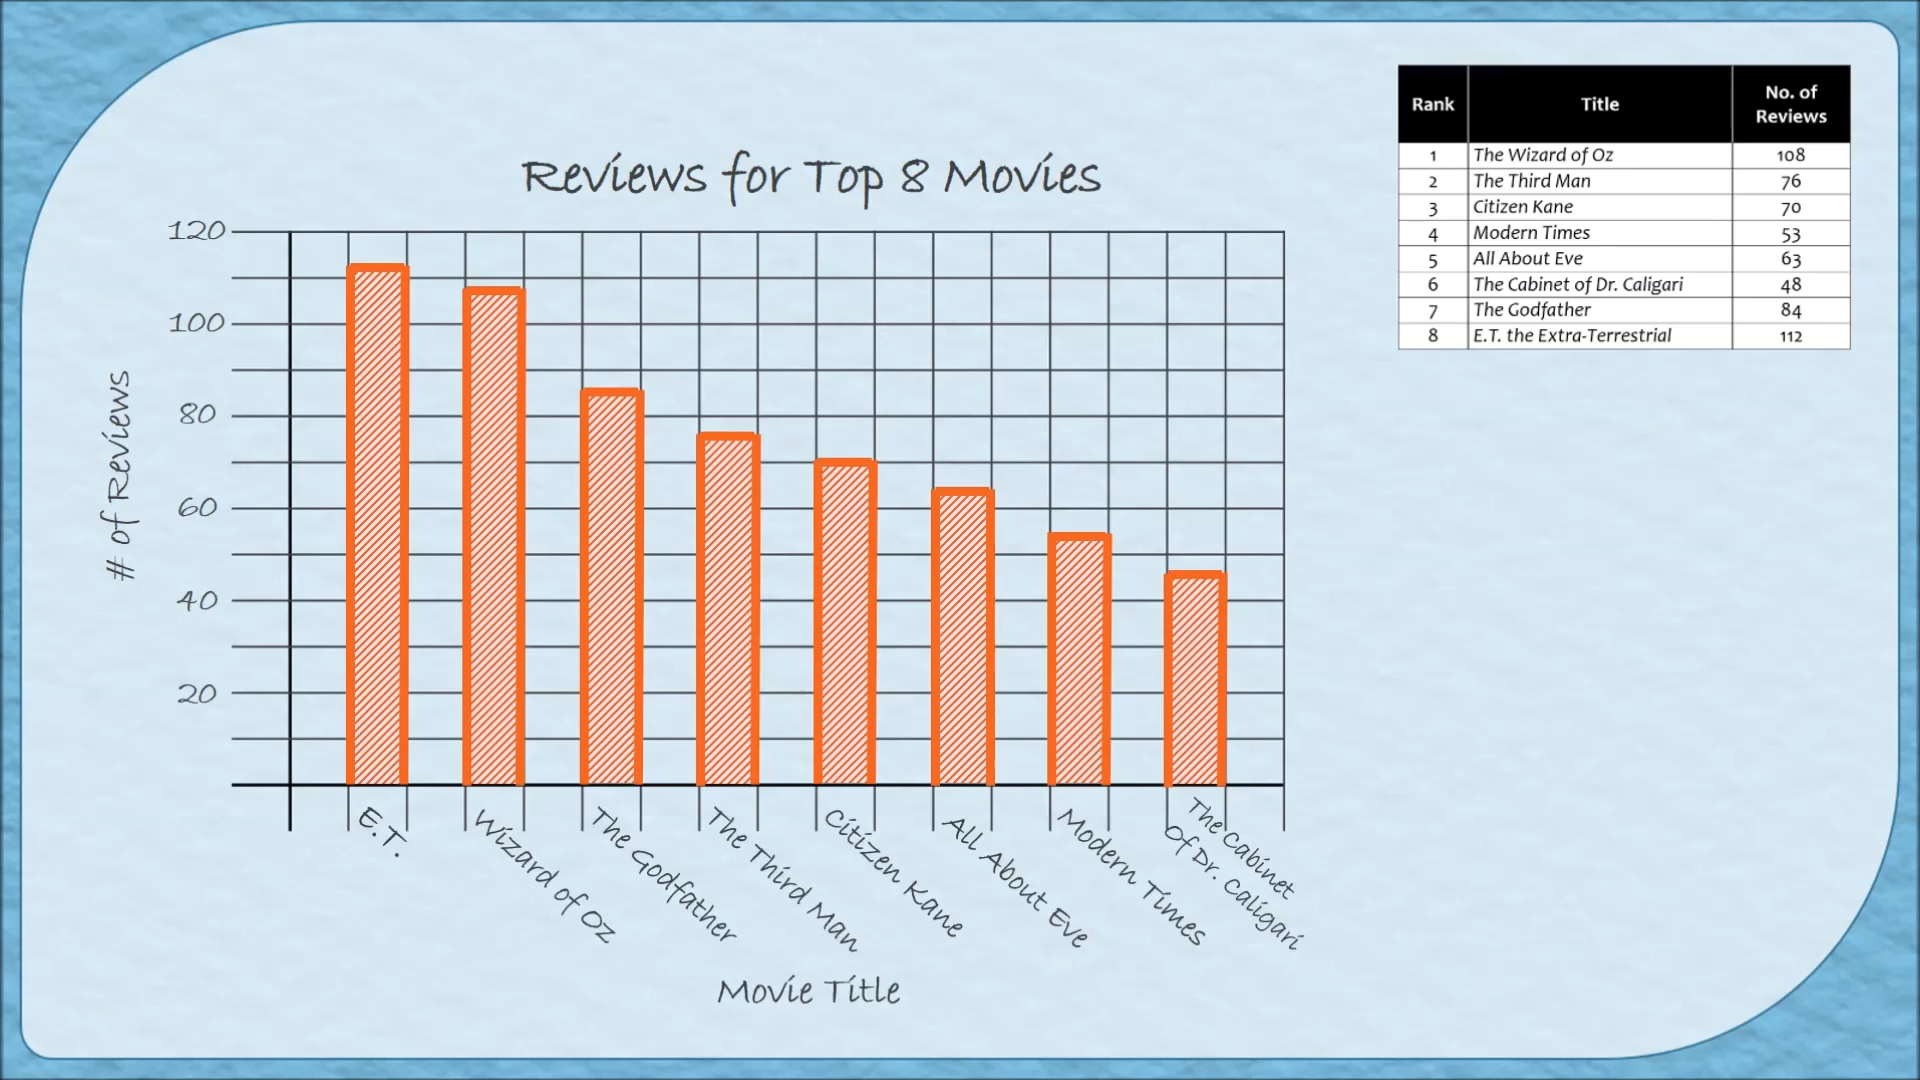 Reviews for Top 8 Movies
120
100
80
60
40
20
# of Reviews
E.T.
Wizard of Oz
The Godfather
The Third Man
Citizen Kane
All About Eve
Modern Times
The Cabinet
Of Dr. Caligari
Movie Title
Rank Title No. of Reviews
1 The Wizard of Oz 108
2 The Third Man 76
3 Citizen Kane 70
4 Modern Times 53
5 All About Eve 63
6 The Cabinet of Dr. Caligari 48
7 The Godfather 84
8 E.T. the Extra-Terrestrial 112